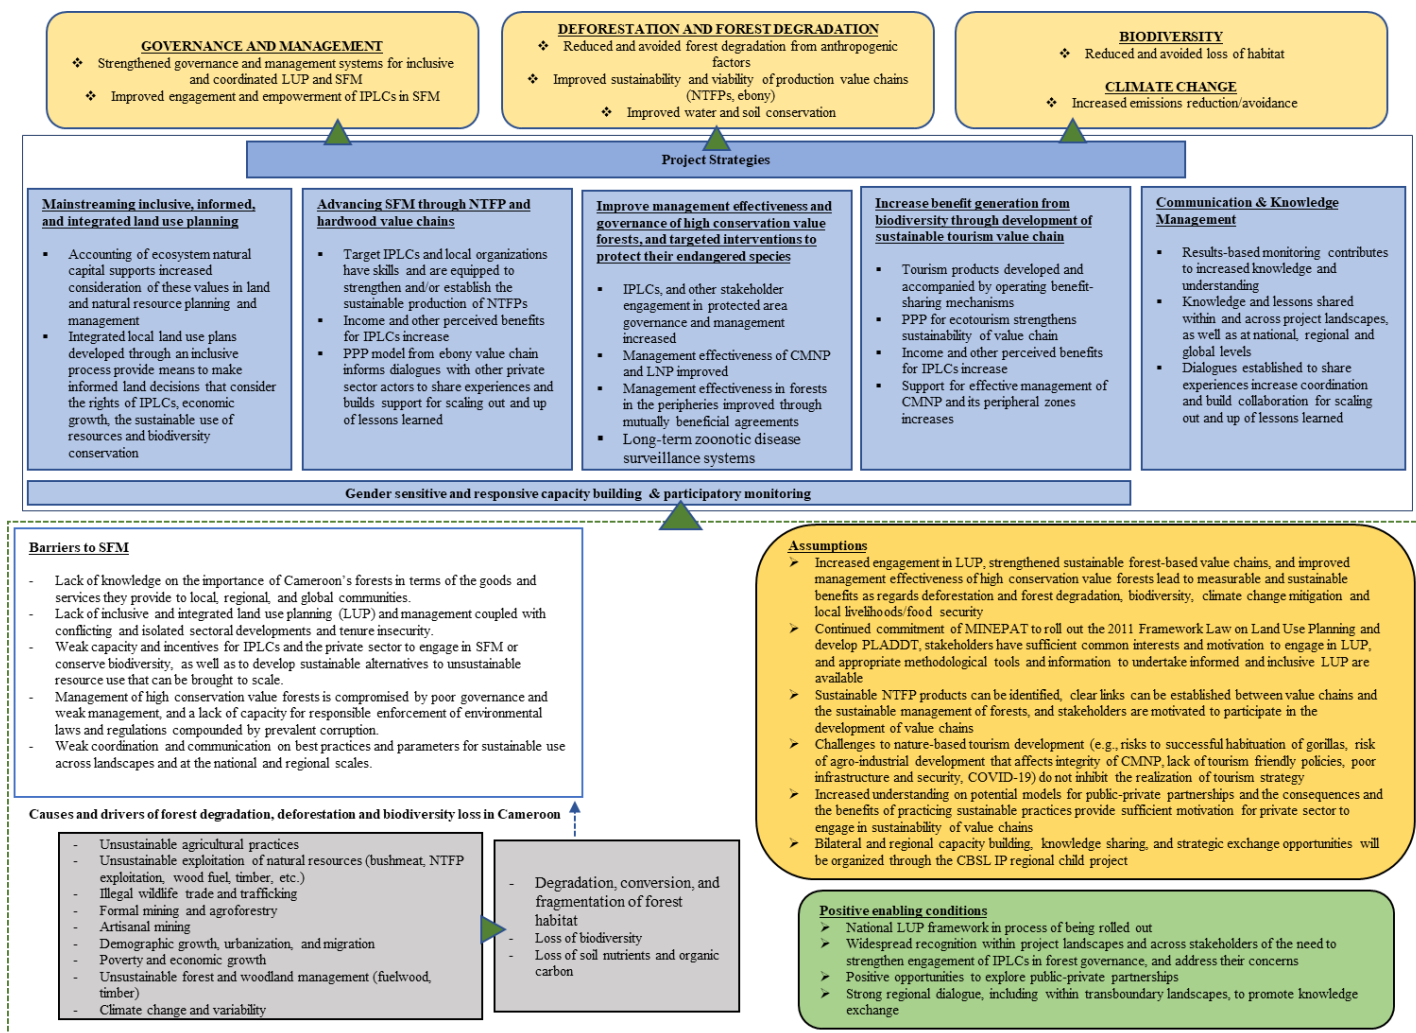 GOVERNANCE AND MANAGEMENT
❖ Strengthened governance and management systems for inclusive
and coordinated LUP and SFM
❖ Improved engagement and empowerment of IPLCs in SFM
DEFORESTATION AND FOREST DEGRADATION
❖ Reduced and avoided forest degradation from anthropogenic
factors
❖ Improved sustainability and viability of production value chains
(NTFPs, ebony)
❖ Improved water and soil conservation
BIODIVERSITY
❖ Reduced and avoided loss of habitat
CLIMATE CHANGE
❖ Increased emissions reduction/avoidance
Project Strategies
Mainstreaming inclusive, informed,
and integrated land use planning
▪ Accounting of ecosystem natural
capital supports increased
consideration of these values in land
and natural resource planning and
management
▪ Integrated local land use plans
developed through an inclusive
process provide means to make
informed land decisions that consider
the rights of IPLCs, economic
growth, the sustainable use of
resources and biodiversity
conservation
Advancing SFM through NTFP and
hardwood value chains
▪ Target IPLCs and local organizations
have skills and are equipped to
strengthen and/or establish the
sustainable production of NTFPs
▪ Income and other perceived benefits
for IPLCs increase
▪ PPP model from ebony value chain
informs dialogues with other private
sector actors to share experiences and
builds support for scaling out and up
of lessons learned
Improve management effectiveness and
governance of high conservation value
forests, and targeted interventions to
protect their endangered species
▪ IPLCs, and other stakeholder
engagement in protected area
governance and management
increased
▪ Management effectiveness of CMNP
and LNP improved
▪ Management effectiveness in forests
in the peripheries improved through
mutually beneficial agreements
▪ Long-term zoonotic disease
surveillance systems
Increase benefit generation from
biodiversity through development of
sustainable tourism value chain
▪ Tourism products developed and
accompanied by operating benefit-
sharing mechanisms
▪ PPP for ecotourism strengthens
sustainability of value chain
▪ Income and other perceived benefits
for IPLCs increase
▪ Support for effective management of
CMNP and its peripheral zones
increases
Communication & Knowledge
Management
▪ Results-based monitoring contributes
to increased knowledge and
understanding
▪ Knowledge and lessons shared
within and across project landscapes,
as well as at national, regional and
global levels
▪ Dialogues established to share
experiences increase coordination
and build collaboration for scaling
out and up of lessons learned
Gender sensitive and responsive capacity building & participatory monitoring
Barriers to SFM
- Lack of knowledge on the importance of Cameroon's forests in terms of the goods and
services they provide to local, regional, and global communities.
- Lack of inclusive and integrated land use planning (LUP) and management coupled with
conflicting and isolated sectoral developments and tenure insecurity.
- Weak capacity and incentives for IPLCs and the private sector to engage in SFM or
conserve biodiversity, as well as to develop sustainable alternatives to unsustainable
resource use that can be brought to scale.
- Management of high conservation value forests is compromised by poor governance and
weak management, and a lack of capacity for responsible enforcement of environmental
laws and regulations compounded by prevalent corruption.
- Weak coordination and communication on best practices and parameters for sustainable use
across landscapes and at the national and regional scales.
Causes and drivers of forest degradation, deforestation and biodiversity loss in Cameroon
- Unsustainable agricultural practices
- Unsustainable exploitation of natural resources (bushmeat, NTFP
exploitation, wood fuel, timber, etc.)
- Illegal wildlife trade and trafficking
- Formal mining and agroforestry
- Artisanal mining
- Demographic growth, urbanization, and migration
- Poverty and economic growth
- Unsustainable forest and woodland management (fuelwood,
timber)
- Climate change and variability
- Degradation, conversion, and
fragmentation of forest
habitat
- Loss of biodiversity
- Loss of soil nutrients and organic
carbon
Assumptions
➢ Increased engagement in LUP, strengthened sustainable forest-based value chains, and improved
management effectiveness of high conservation value forests lead to measurable and sustainable
benefits as regards deforestation and forest degradation, biodiversity, climate change mitigation and
local livelihoods/food security
➢ Continued commitment of MINEPAT to roll out the 2011 Framework Law on Land Use Planning and
develop PLADDT, stakeholders have sufficient common interests and motivation to engage in LUP,
and appropriate methodological tools and information to undertake informed and inclusive LUP are
available
➢ Sustainable NTFP products can be identified, clear links can be established between value chains and
the sustainable management of forests, and stakeholders are motivated to participate in the
development of value chains
➢ Challenges to nature-based tourism development (e.g., risks to successful habituation of gorillas, risk
of agro-industrial development that affects integrity of CMNP, lack of tourism friendly policies, poor
infrastructure and security, COVID-19) do not inhibit the realization of tourism strategy
➢ Increased understanding on potential models for public-private partnerships and the consequences and
the benefits of practicing sustainable practices provide sufficient motivation for private sector to
engage in sustainability of value chains
➢ Bilateral and regional capacity building, knowledge sharing, and strategic exchange opportunities will
be organized through the CBSL IP regional child project
Positive enabling conditions
➢ National LUP framework in process of being rolled out
➢ Widespread recognition within project landscapes and across stakeholders of the need to
strengthen engagement of IPLCs in forest governance, and address their concerns
➢ Positive opportunities to explore public-private partnerships
➢ Strong regional dialogue, including within transboundary landscapes, to promote knowledge
exchange